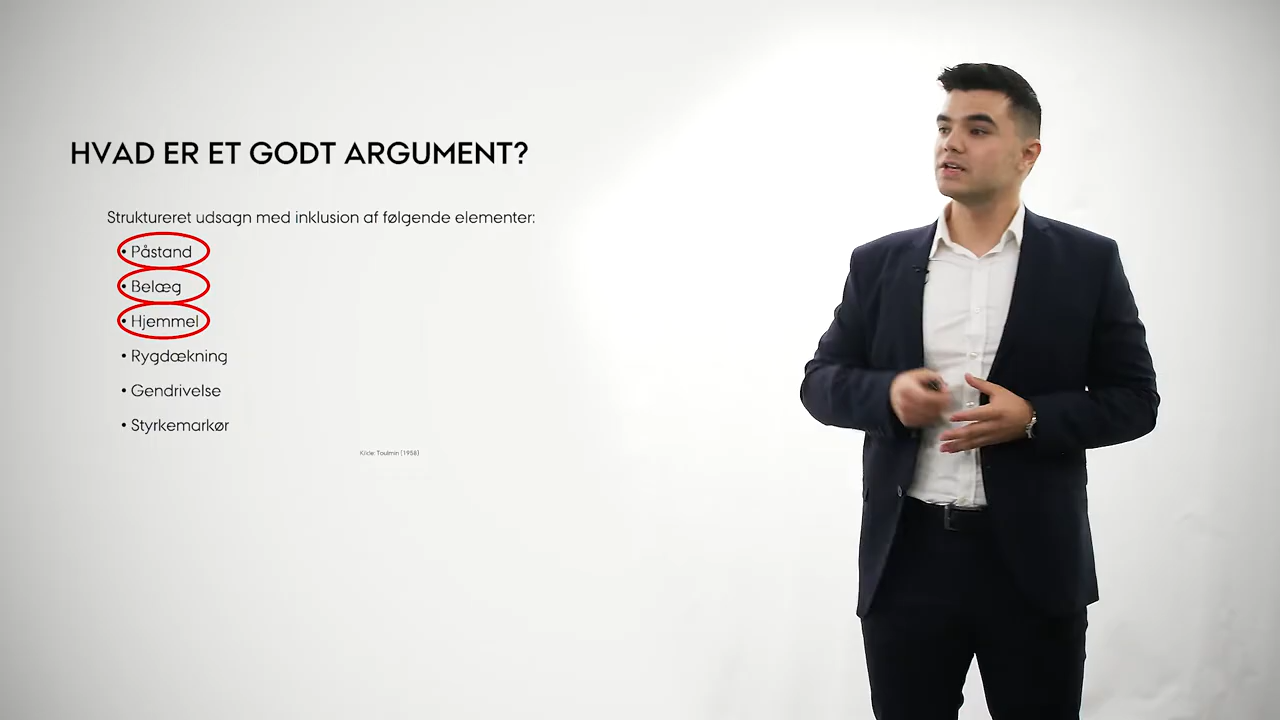 HVAD ER ET GODT ARGUMENT?
Struktureret udsagn med inklusion af følgende elementer:
• Påstand
• Belæg
• Hjemmel
• Rygdækning
• Gendrivelse
• Styrkemarkør
Kilde: Toulmin (1958)